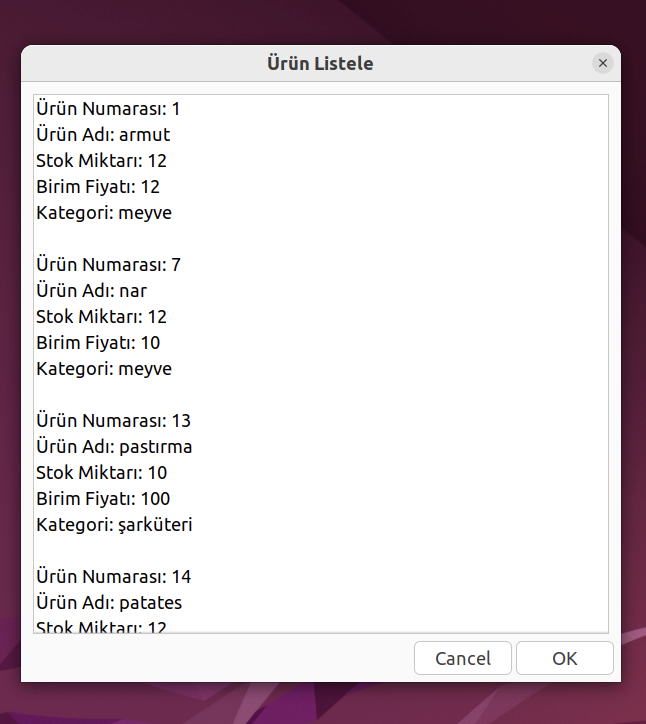 Ürün Listele
Ürün Numarası: 1
Ürün Adı: armut
Stok Miktarı: 12
Birim Fiyatı: 12
Kategori: meyve
Ürün Numarası: 7
Ürün Adı: nar
Stok Miktarı: 12
Birim Fiyatı: 10
Kategori: meyve
Ürün Numarası: 13
Ürün Adı: pastırma
Stok Miktarı: 10
Birim Fiyatı: 100
Kategori: şarküteri
Ürün Numarası: 14
Ürün Adı: patates
Stok Miktarı: 12
Cancel OK